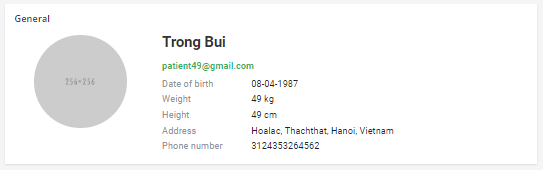 General
256×256
Trong Bui
patient49@gmail.com
Date of birth 08-04-1987
Weight 49 kg
Height 49 cm
Address Hoalac, Thachthat, Hanoi, Vietnam
Phone number 3124353264562